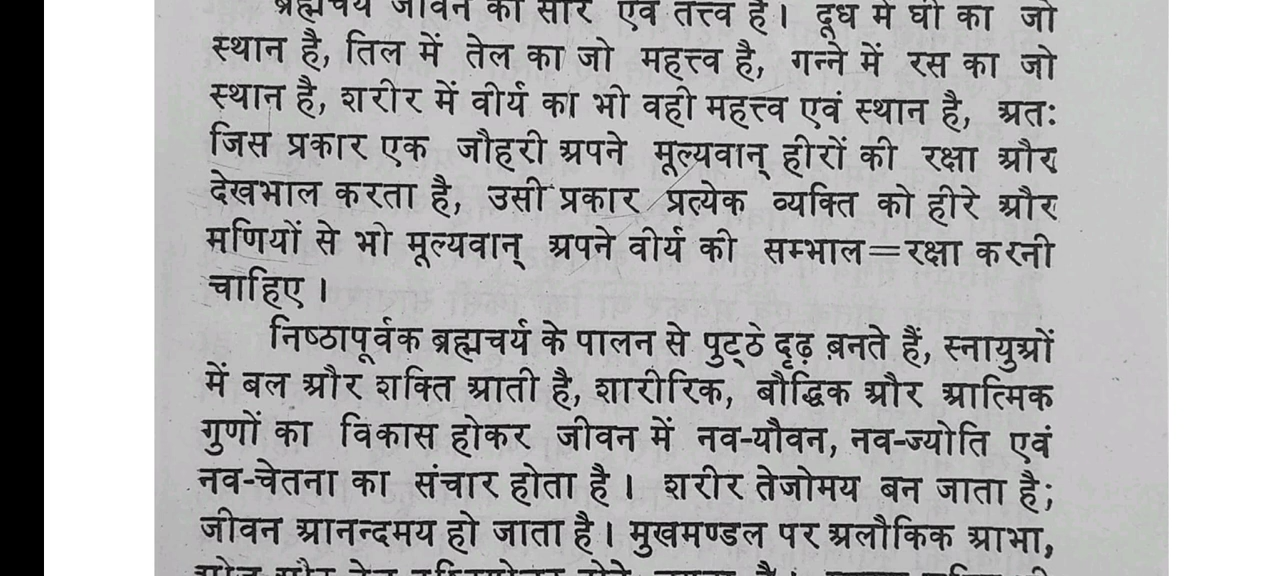 ब्रह्मचर्य जीवन का सार एवं तत्त्व है। दूध में घी का जो
स्थान है, तिल में तेल का जो महत्त्व है, गन्ने में रस का जो
स्थान है, शरीर में वीर्य का भी वही महत्त्व एवं स्थान है, अतः
जिस प्रकार एक जौहरी अपने मूल्यवान् हीरों की रक्षा और
देखभाल करता है, उसी प्रकार प्रत्येक व्यक्ति को हीरे और
मणियों से भी मूल्यवान् अपने वीर्य की सम्भाल=रक्षा करनी
चाहिए।
निष्ठापूर्वक ब्रह्मचर्य के पालन से पुट्ठे दृढ़ बनते हैं, स्नायुओं
में बल और शक्ति आती है, शारीरिक, बौद्धिक और आत्मिक
गुणों का विकास होकर जीवन में नव-यौवन, नव-ज्योति एवं
नव-चेतना का संचार होता है। शरीर तेजोमय बन जाता है;
जीवन आनन्दमय हो जाता है। मुखमण्डल पर अलौकिक आभा,